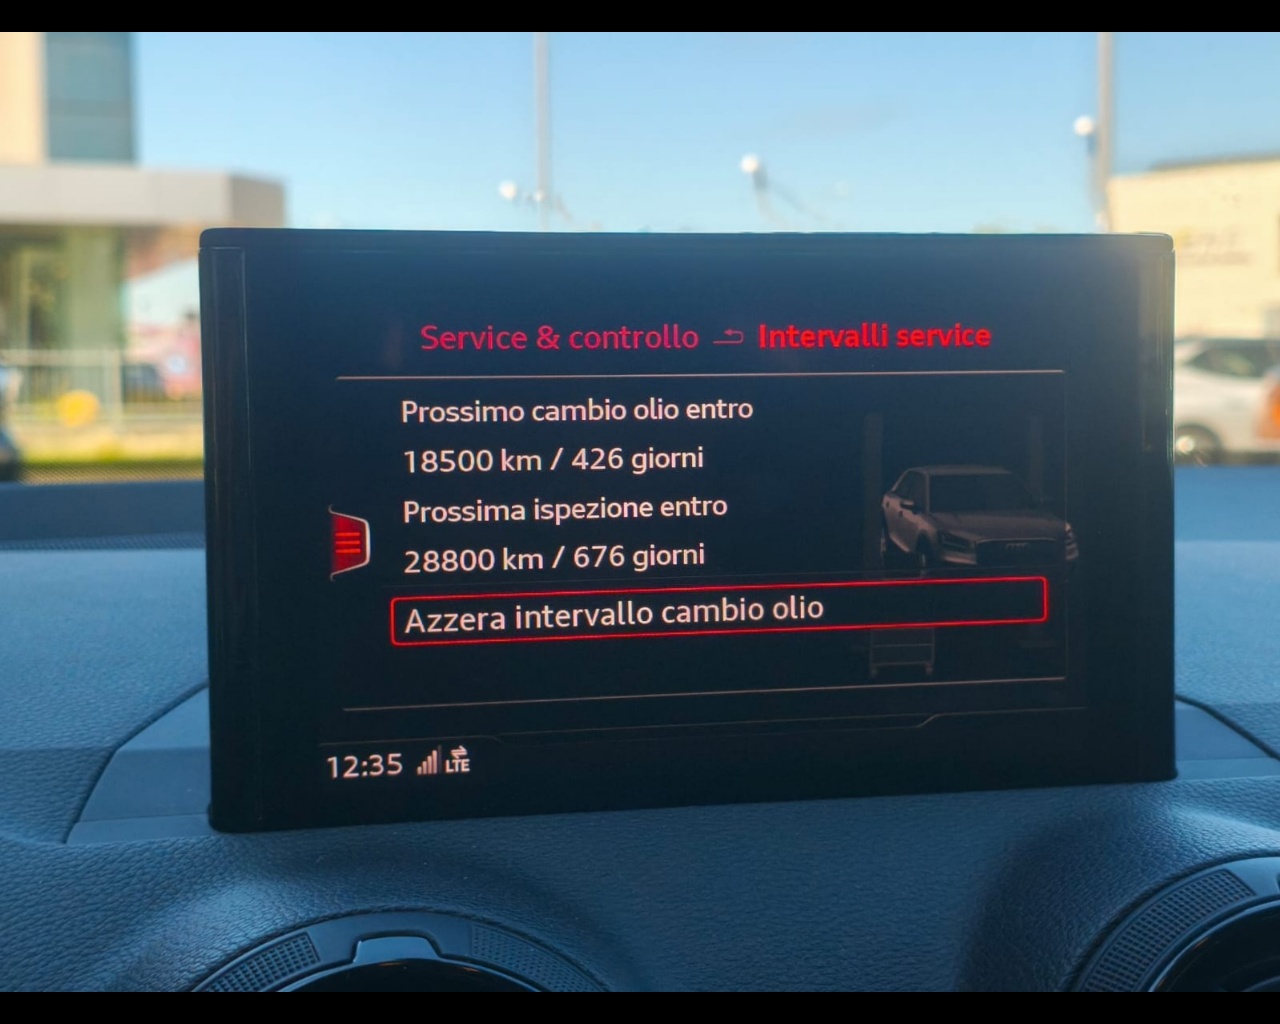 Service & controllo Intervalli service
Prossimo cambio olio entro
18500 km / 426 giorni
Prossima ispezione entro
28800 km / 676 giorni
Azzera intervallo cambio olio
12:35 LTE